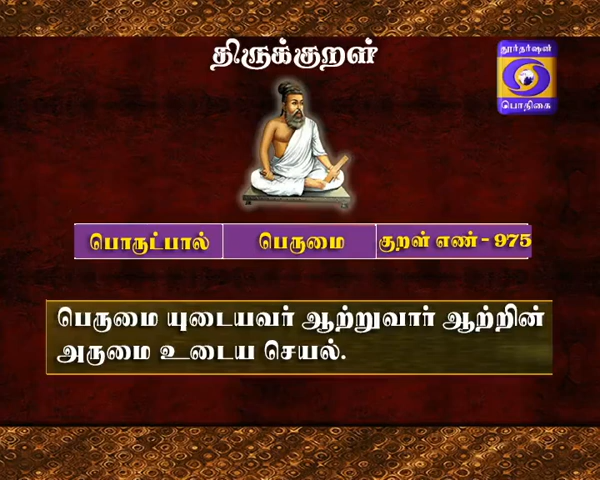 திருக்குறள்
தூர்தர்ஷன்
பொதிகை
பொருட்பால் பெருமை குறள் எண் - 975
பெருமை யுடையவர் ஆற்றுவார் ஆற்றின்
அருமை உடைய செயல்.